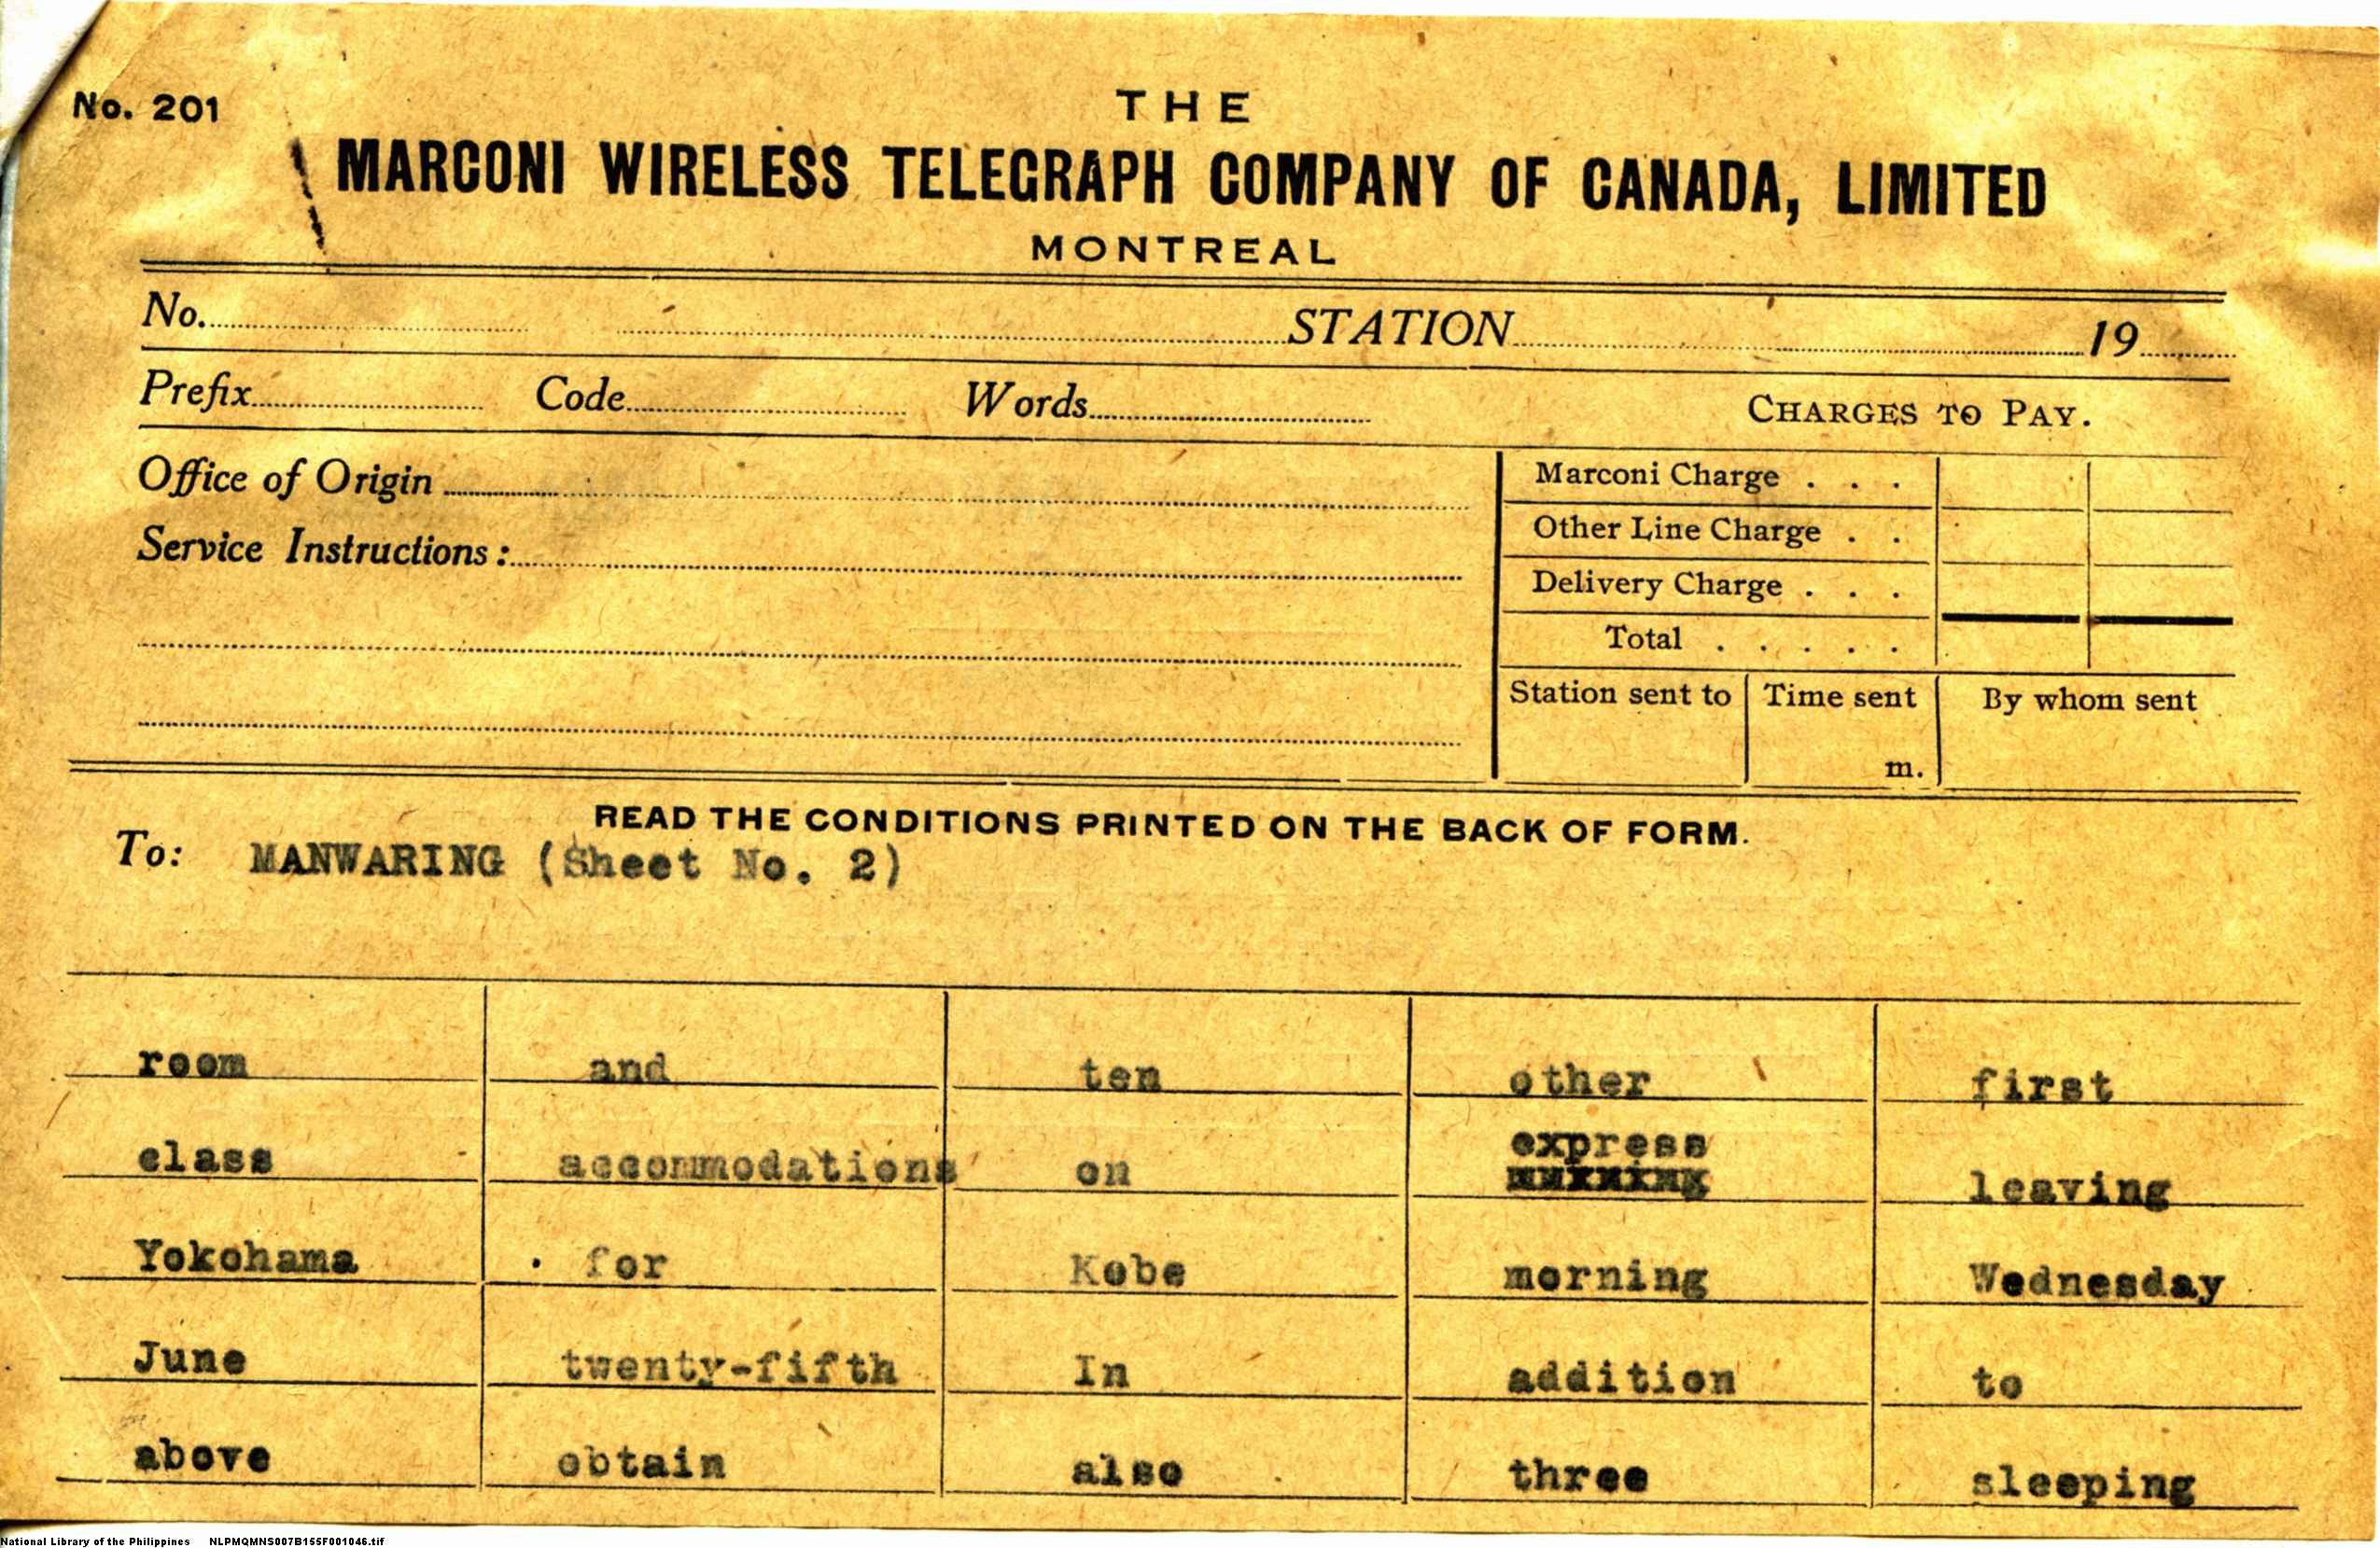 No. 201
THE
MARCONI WIRELESS TELEGRAPH COMPANY OF CANADA, LIMITED
MONTREAL
No. STATION 19
Prefix Code Words CHARGES TO PAY.
Office of Origin
Service Instructions:
Marconi Charge . . .
Other Line Charge . .
Delivery Charge . . .
Total . . . . .
Station sent to Time sent By whom sent
m.
READ THE CONDITIONS PRINTED ON THE BACK OF FORM.
To: MANWARING (Sheet No. 2)
room and ten other first
express
class accommodations on leaving
Yokohama for Kobe morning Wednesday
June twenty-fifth In addition to
above obtain also three sleeping
National Library of the Philippines NLPMQMNS007B155F001046.tif